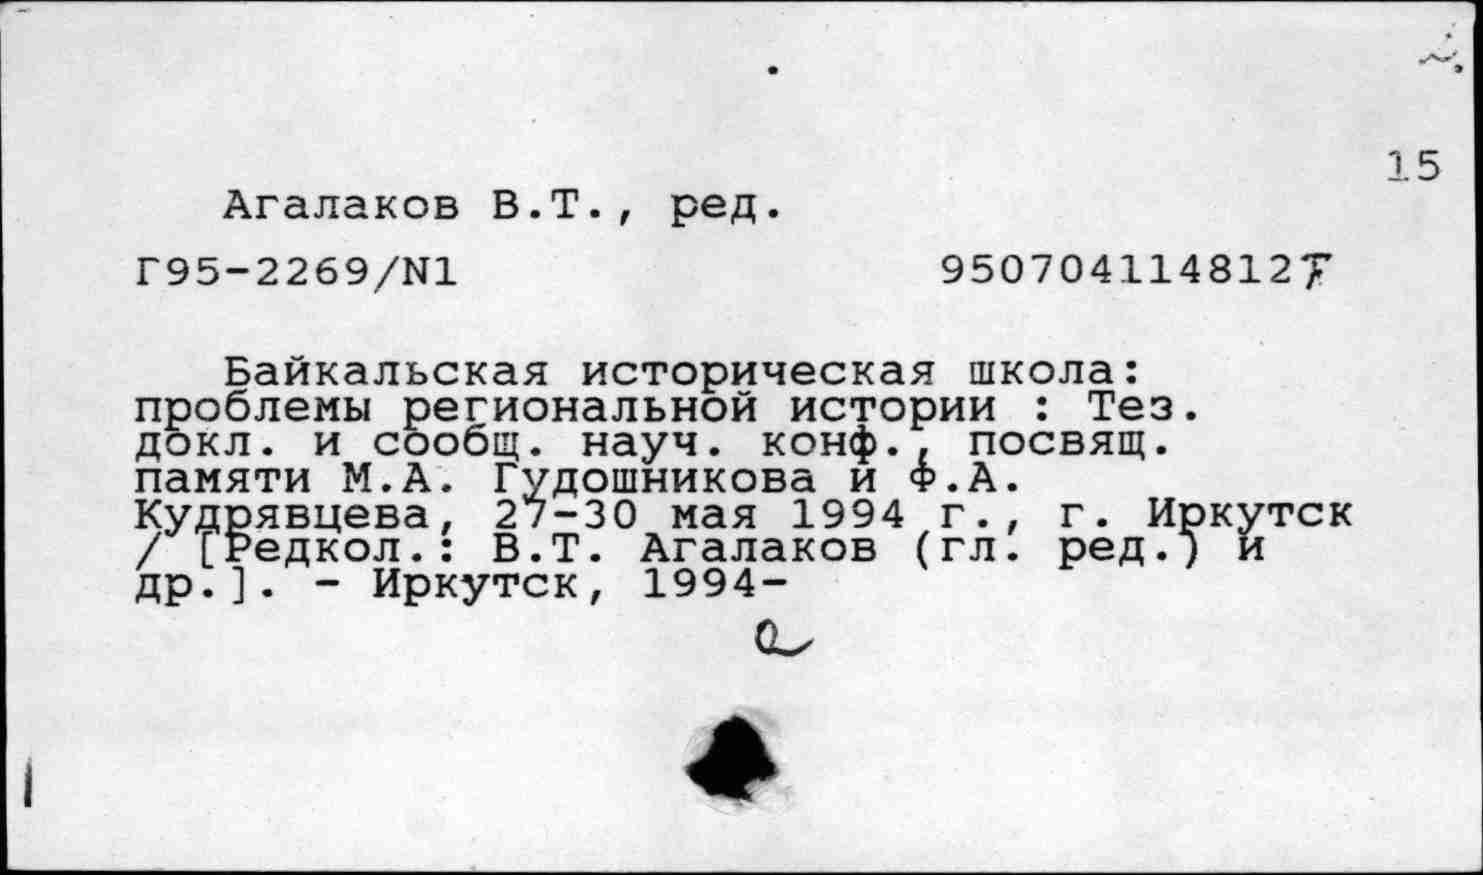 15
Агалаков В.Т., ред.
Г95-2269/N1 950704114812
Байкальская историческая школа:
проблемы региональной истории : Тез.
докл. и сообщ. науч. конф., посвящ.
памяти М.А. Гудошникова и Ф.А.
Кудрявцева, 27-30 мая 1994 г., г. Иркутск
/ [Редкол.: В.Т. Агалаков (гл. ред.) и
др.]. - Иркутск, 1994-